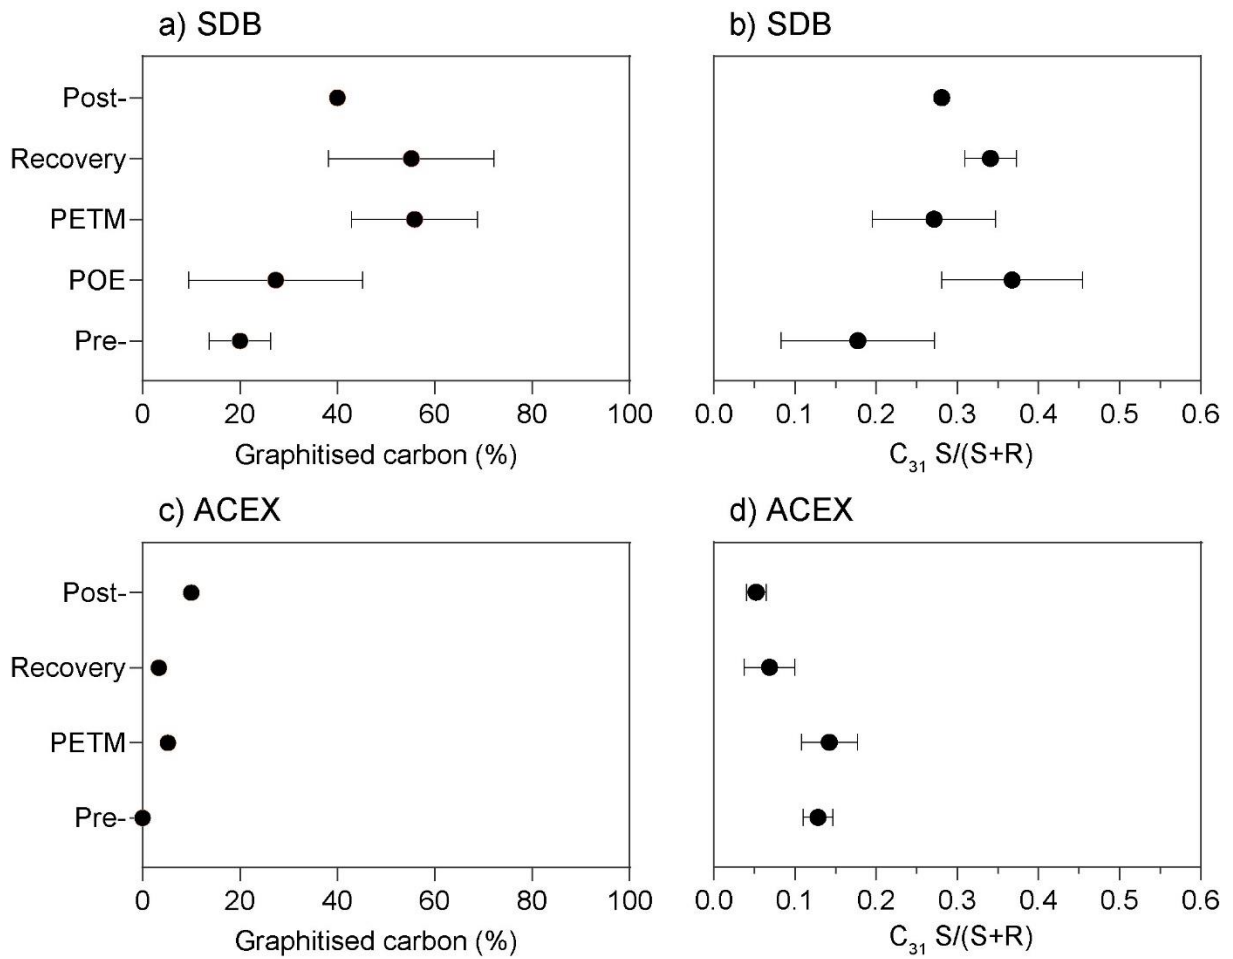 a) SDB
b) SDB
Post-
Recovery
PETM
POE
Pre-
0 20 40 60 80 100
0.0 0.1 0.2 0.3 0.4 0.5 0.6
Graphitised carbon (%)
C₃₁ S/(S+R)
c) ACEX
d) ACEX
Post-
Recovery
PETM
Pre-
0 20 40 60 80 100
0.0 0.1 0.2 0.3 0.4 0.5 0.6
Graphitised carbon (%)
C₃₁ S/(S+R)